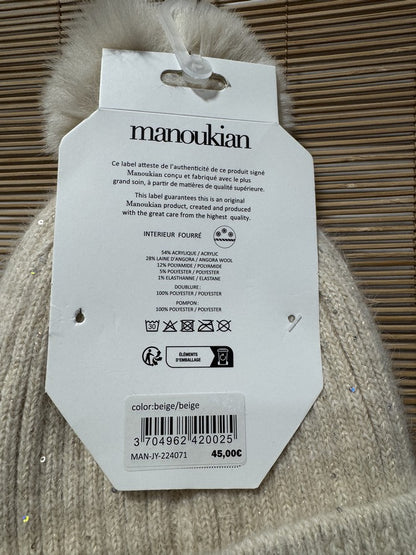 manoukian
Ce label atteste de l'authenticité de ce produit signé
Manoukian conçu et fabriqué avec le plus
grand soin, à partir de matières de qualité supérieure.
This label guarantees this is an original
Manoukian product, created and produced
with the great care from the highest quality.
INTERIEUR FOURRÉ
54% ACRYLIQUE / ACRYLIC
28% LAINE D'ANGORA / ANGORA WOOL
12% POLYAMIDE / POLYAMIDE
5% POLYESTER / POLYESTER
1% ELASTHANNE / ELASTANE
DOUBLURE :
100% POLYESTER / POLYESTER
POMPON :
100% POLYESTER / POLYESTER
30
ÉLÉMENTS
D'EMBALLAGE
color:beige/beige
3 704962 420025
MAN-JY-224071 45,00€